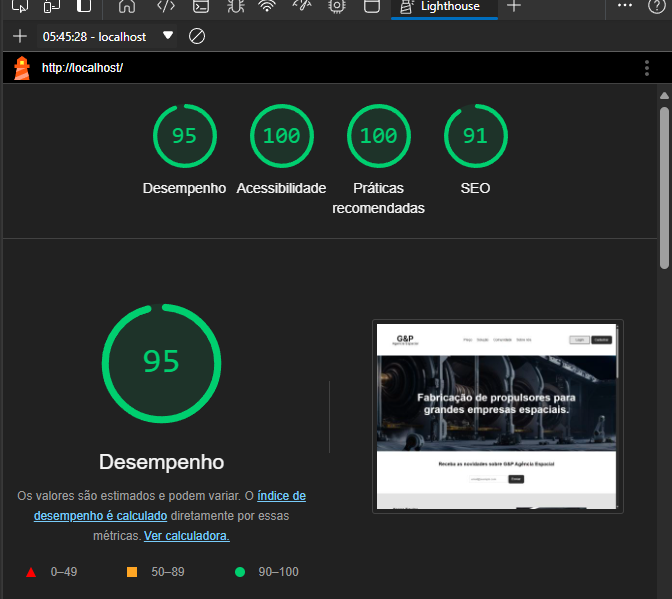 Lighthouse
05:45:28 - localhost
http://localhost/
95 100 100 91
Desempenho Acessibilidade Práticas recomendadas SEO
95
Desempenho
Os valores são estimados e podem variar. O índice de
desempenho é calculado diretamente por essas
métricas. Ver calculadora.
0–49 50–89 90–100
G&P
Agência Espacial
Fabricação de propulsores para
grandes empresas espaciais.
Receba as novidades sobre G&P Agência Espacial